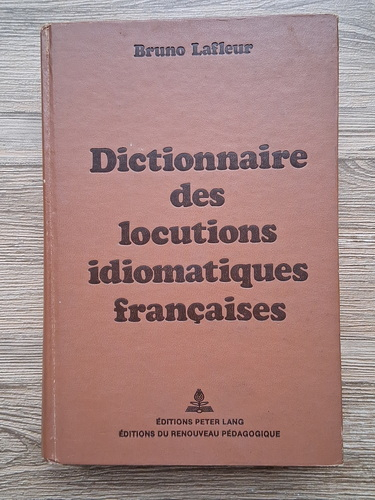 Bruno Lafleur
Dictionnaire
des
locutions
idiomatiques
françaises
ÉDITIONS PETER LANG
ÉDITIONS DU RENOUVEAU PÉDAGOGIQUE